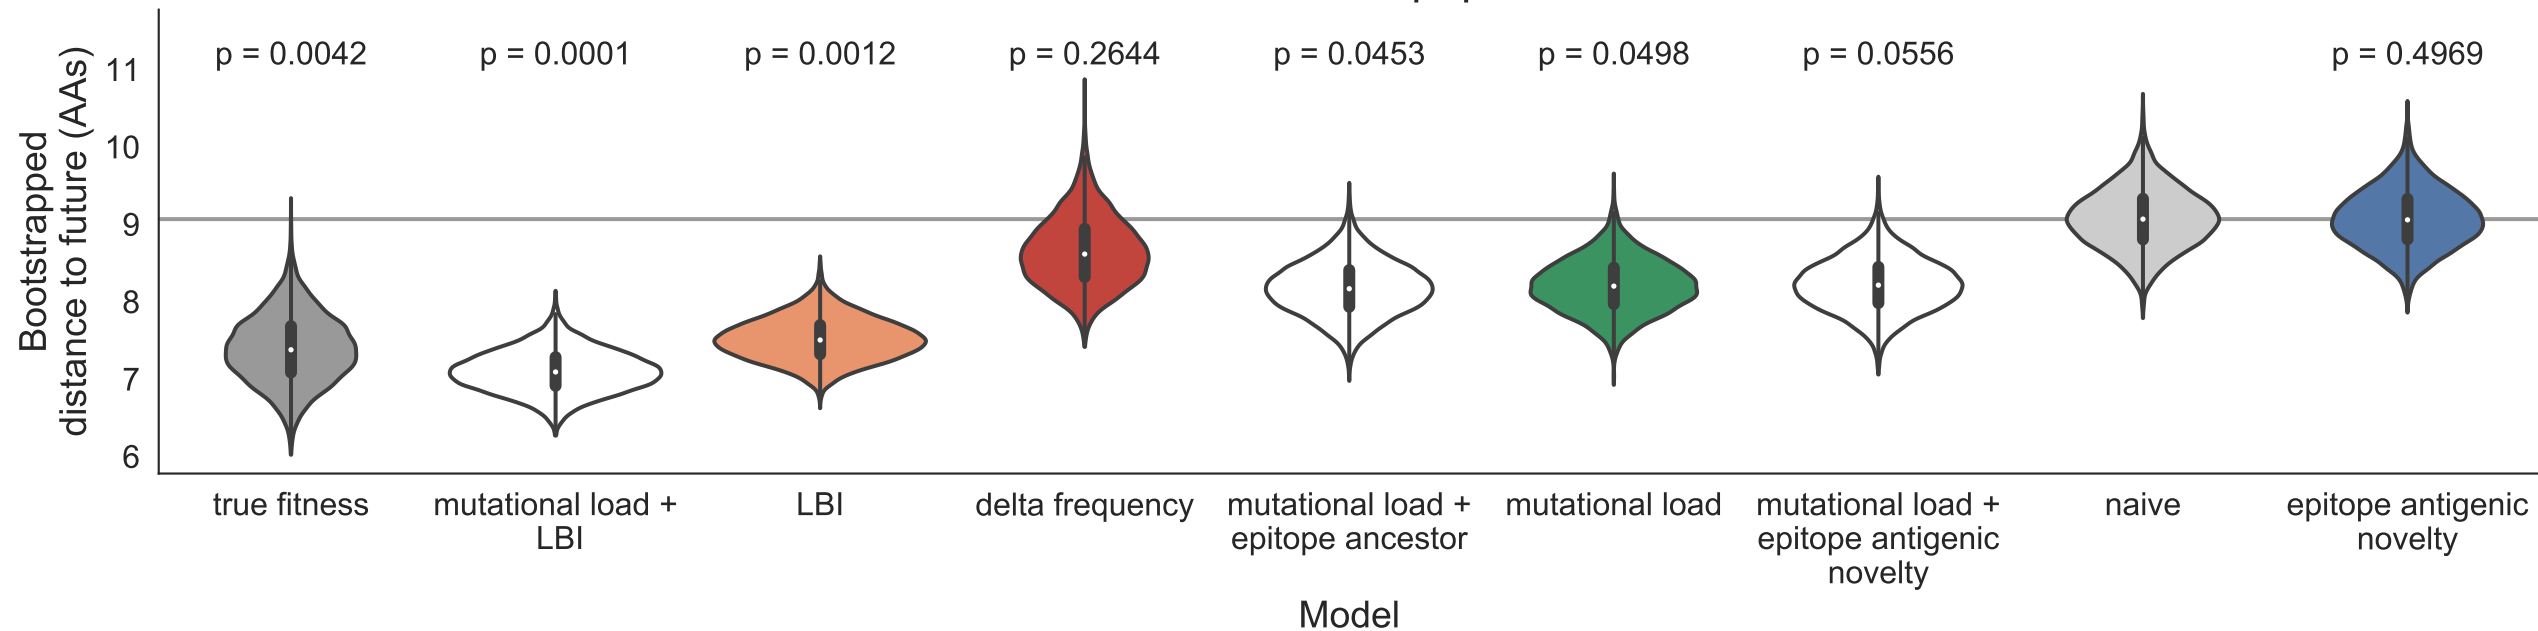 p = 0.0042 p = 0.0001 p = 0.0012 p = 0.2644 p = 0.0453 p = 0.0498 p = 0.0556 p = 0.4969
Bootstrapped
distance to future (AAs)
11
10
9
8
7
6
true fitness
mutational load +
LBI
LBI
delta frequency
mutational load +
epitope ancestor
mutational load
mutational load +
epitope antigenic
novelty
naive
epitope antigenic
novelty
Model